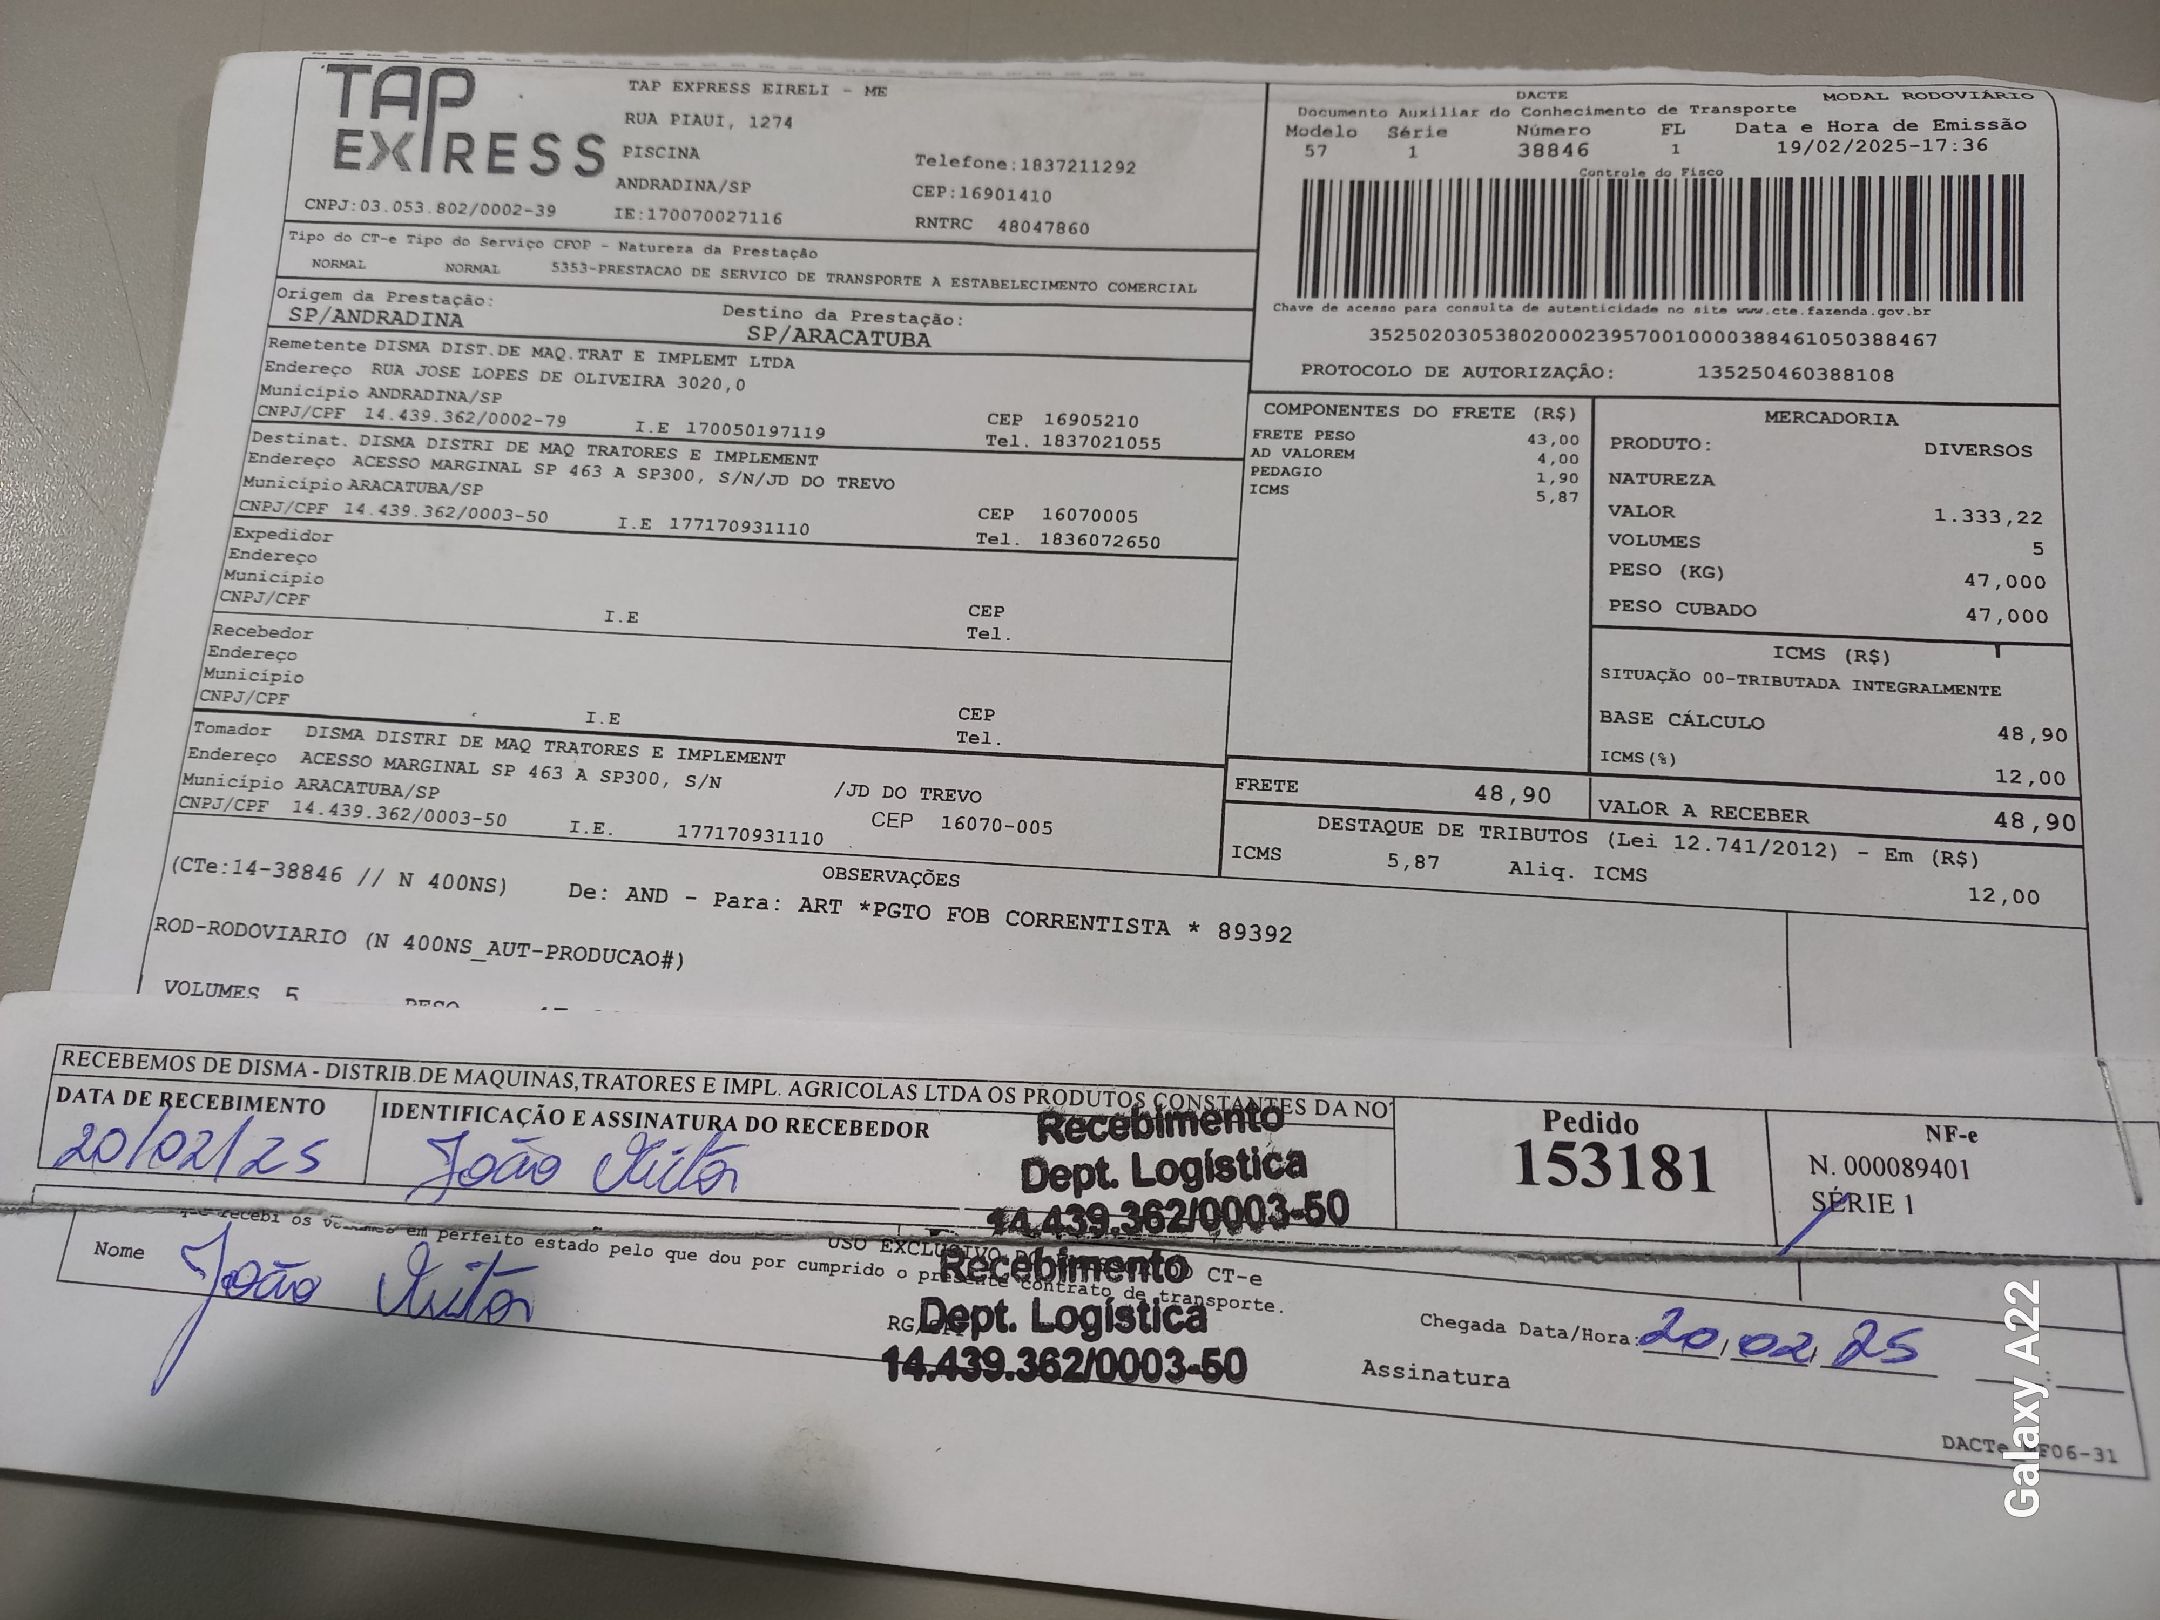 TAP EXPRESS
TAP EXPRESS EIRELI - ME
RUA PIAUI, 1274
PISCINA
Telefone:1837211292
ANDRADINA/SP
CEP:16901410
CNPJ:03.053.802/0002-39
IE:170070027116
RNTRC 48047860
DACTE
MODAL RODOVIÁRIO
Documento Auxiliar do Conhecimento de Transporte
Modelo Série Número FL Data e Hora de Emissão
57 1 38846 1 19/02/2025-17:36
Controle do Fisco
Chave de acesso para consulta de autenticidade no site www.cte.fazenda.gov.br
35250203053802000239570010000388461050388467
PROTOCOLO DE AUTORIZAÇÃO: 135250460388108
Tipo do CT-e Tipo do Serviço CFOP - Natureza da Prestação
NORMAL NORMAL 5353-PRESTACAO DE SERVICO DE TRANSPORTE A ESTABELECIMENTO COMERCIAL
Origem da Prestação: Destino da Prestação:
SP/ANDRADINA SP/ARACATUBA
Remetente DISMA DIST.DE MAQ.TRAT E IMPLEMT LTDA
Endereço RUA JOSE LOPES DE OLIVEIRA 3020,0
Município ANDRADINA/SP CEP 16905210
CNPJ/CPF 14.439.362/0002-79 I.E 170050197119 Tel. 1837021055
Destinat. DISMA DISTRI DE MAQ TRATORES E IMPLEMENT
Endereço ACESSO MARGINAL SP 463 A SP300, S/N/JD DO TREVO
Município ARACATUBA/SP CEP 16070005
CNPJ/CPF 14.439.362/0003-50 I.E 177170931110 Tel. 1836072650
Expedidor
Endereço
Município CEP
CNPJ/CPF I.E Tel.
Recebedor
Endereço
Município CEP
CNPJ/CPF I.E Tel.
Tomador DISMA DISTRI DE MAQ TRATORES E IMPLEMENT
Endereço ACESSO MARGINAL SP 463 A SP300, S/N /JD DO TREVO
Município ARACATUBA/SP CEP 16070-005
CNPJ/CPF 14.439.362/0003-50 I.E. 177170931110
COMPONENTES DO FRETE (R$)
FRETE PESO 43,00
AD VALOREM 4,00
PEDAGIO 1,90
ICMS 5,87
MERCADORIA
PRODUTO: DIVERSOS
NATUREZA
VALOR 1.333,22
VOLUMES 5
PESO (KG) 47,000
PESO CUBADO 47,000
ICMS (R$)
SITUAÇÃO 00-TRIBUTADA INTEGRALMENTE
BASE CÁLCULO 48,90
ICMS(%) 12,00
FRETE 48,90
VALOR A RECEBER 48,90
DESTAQUE DE TRIBUTOS (Lei 12.741/2012) - Em (R$)
ICMS 5,87 Aliq. ICMS 12,00
OBSERVAÇÕES
(CTe:14-38846 // N 400NS) De: AND - Para: ART *PGTO FOB CORRENTISTA * 89392
ROD-RODOVIARIO (N 400NS_AUT-PRODUCAO#)
VOLUMES 5 PESO
RECEBEMOS DE DISMA - DISTRIB.DE MAQUINAS,TRATORES E IMPL. AGRICOLAS LTDA OS PRODUTOS CONSTANTES DA NO
DATA DE RECEBIMENTO
20/02/25
IDENTIFICAÇÃO E ASSINATURA DO RECEBEDOR
João Victor
Recebimento
Dept. Logística
14.439.362/0003-50
Pedido
153181
NF-e
N. 000089401
SÉRIE 1
USO EXCLUSIVO DO CT-e
recebi os em perfeito estado pelo que dou por cumprido o presente contrato de transporte.
Nome João Victor
Recebimento
Dept. Logística
14.439.362/0003-50
Chegada Data/Hora: 20/02/25 :
Assinatura
Galaxy A22